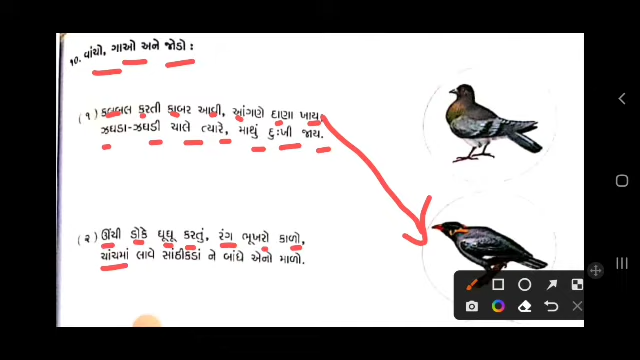 ૧૦. વાંચો, ગાઓ અને જોડો :
(૧) કલબલ કરતી કાબર આવી, આંગણે દાણા ખાય;
ઝઘડા-ઝઘડી ચાલે ત્યારે, માથું દુઃખી જાય.
(૨) ઊંચી ડોકે ઘૂઘૂ કરતું, રંગ ભૂખરો કાળો,
ચાંચમાં લાવે સાંઠીકડાં ને બાંધે એનો માળો.